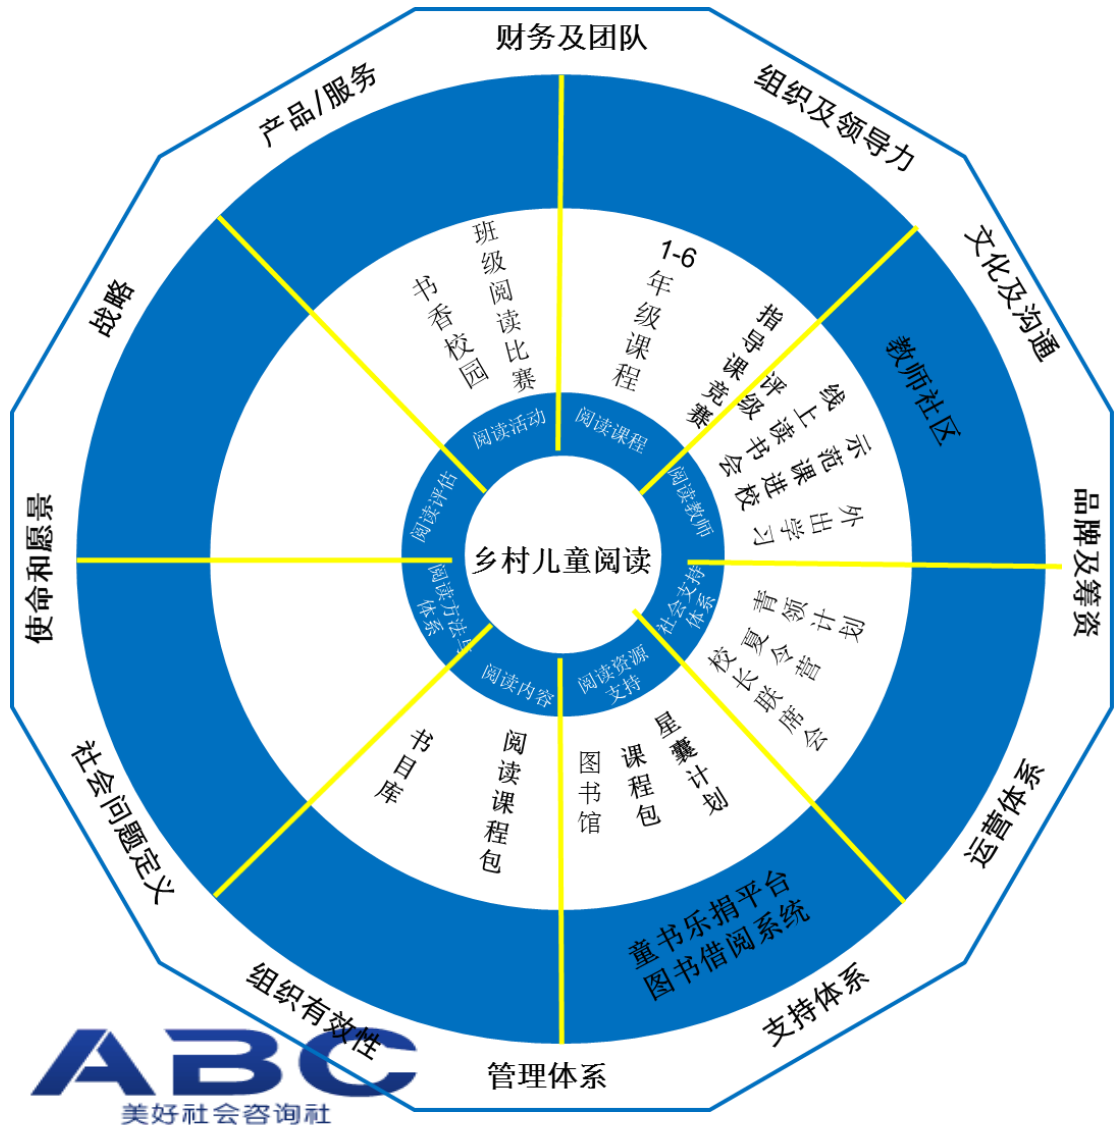 财务及团队
组织及领导力
文化及沟通
品牌及筹资
运营体系
支持体系
管理体系
组织有效性
社会问题定义
使命和愿景
战略
产品/服务
教师社区
童书乐捐平台
图书借阅系统
书香校园
班级阅读比赛
1-6
年级课程
指导课竞赛
线上评级
示范课进校
读书会
外出学习
青领计划
夏令营
校长联席会
星囊计划
课程包
图书馆
阅读课程包
书目库
阅读活动
阅读课程
阅读教师
社会支持
体系
阅读资源
支持
阅读内容
阅读方法与
体系
阅读评估
乡村儿童阅读
ABC
美好社会咨询社